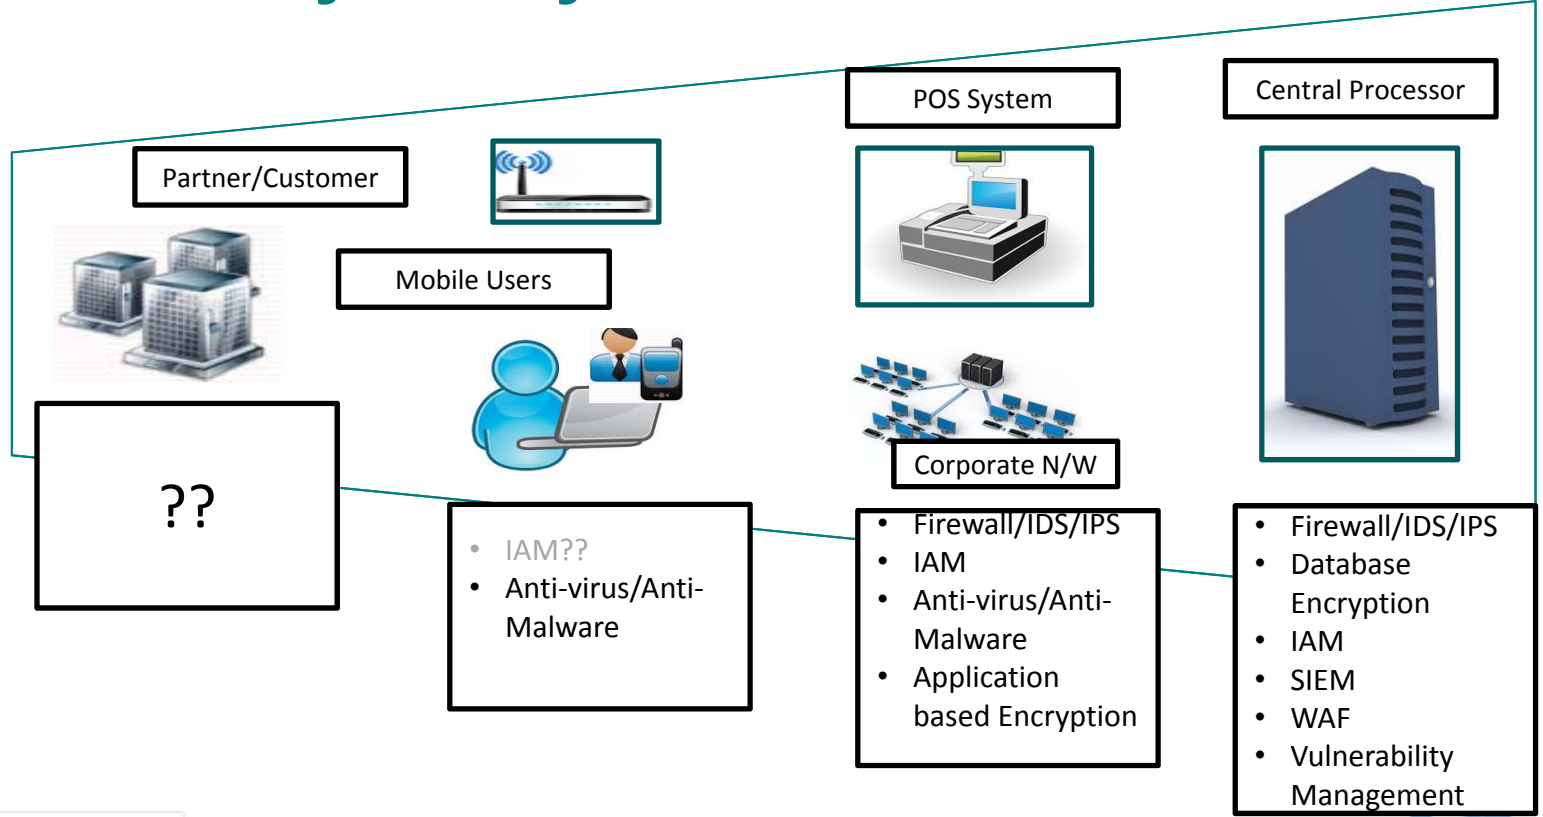 POS System
Central Processor
Partner/Customer
Mobile Users
Corporate N/W
??
• IAM??
• Anti-virus/Anti-
Malware
• Firewall/IDS/IPS
• IAM
• Anti-virus/Anti-
Malware
• Application
based Encryption
• Firewall/IDS/IPS
• Database
Encryption
• IAM
• SIEM
• WAF
• Vulnerability
Management